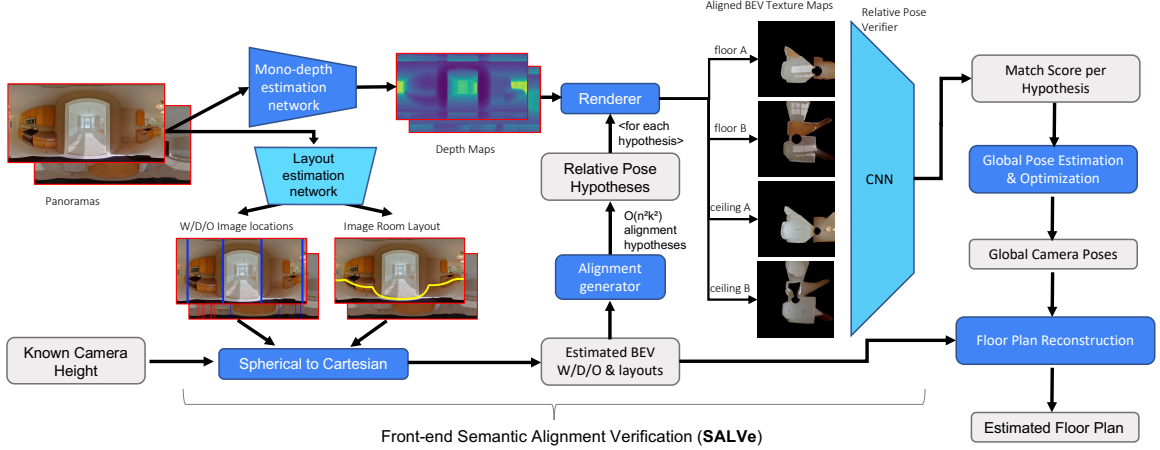 Aligned BEV Texture Maps
Relative Pose
Verifier
floor A
floor B
ceiling A
ceiling B
Mono-depth
estimation
network
Panoramas
Depth Maps
Layout
estimation
network
W/D/O Image locations
Image Room Layout
Renderer
<for each
hypothesis>
Relative Pose
Hypotheses
O(n²k²)
alignment
hypotheses
Alignment
generator
CNN
Match Score per
Hypothesis
Global Pose Estimation
& Optimization
Global Camera Poses
Known Camera
Height
Spherical to Cartesian
Estimated BEV
W/D/O & layouts
Floor Plan Reconstruction
Estimated Floor Plan
Front-end Semantic Alignment Verification (SALVe)